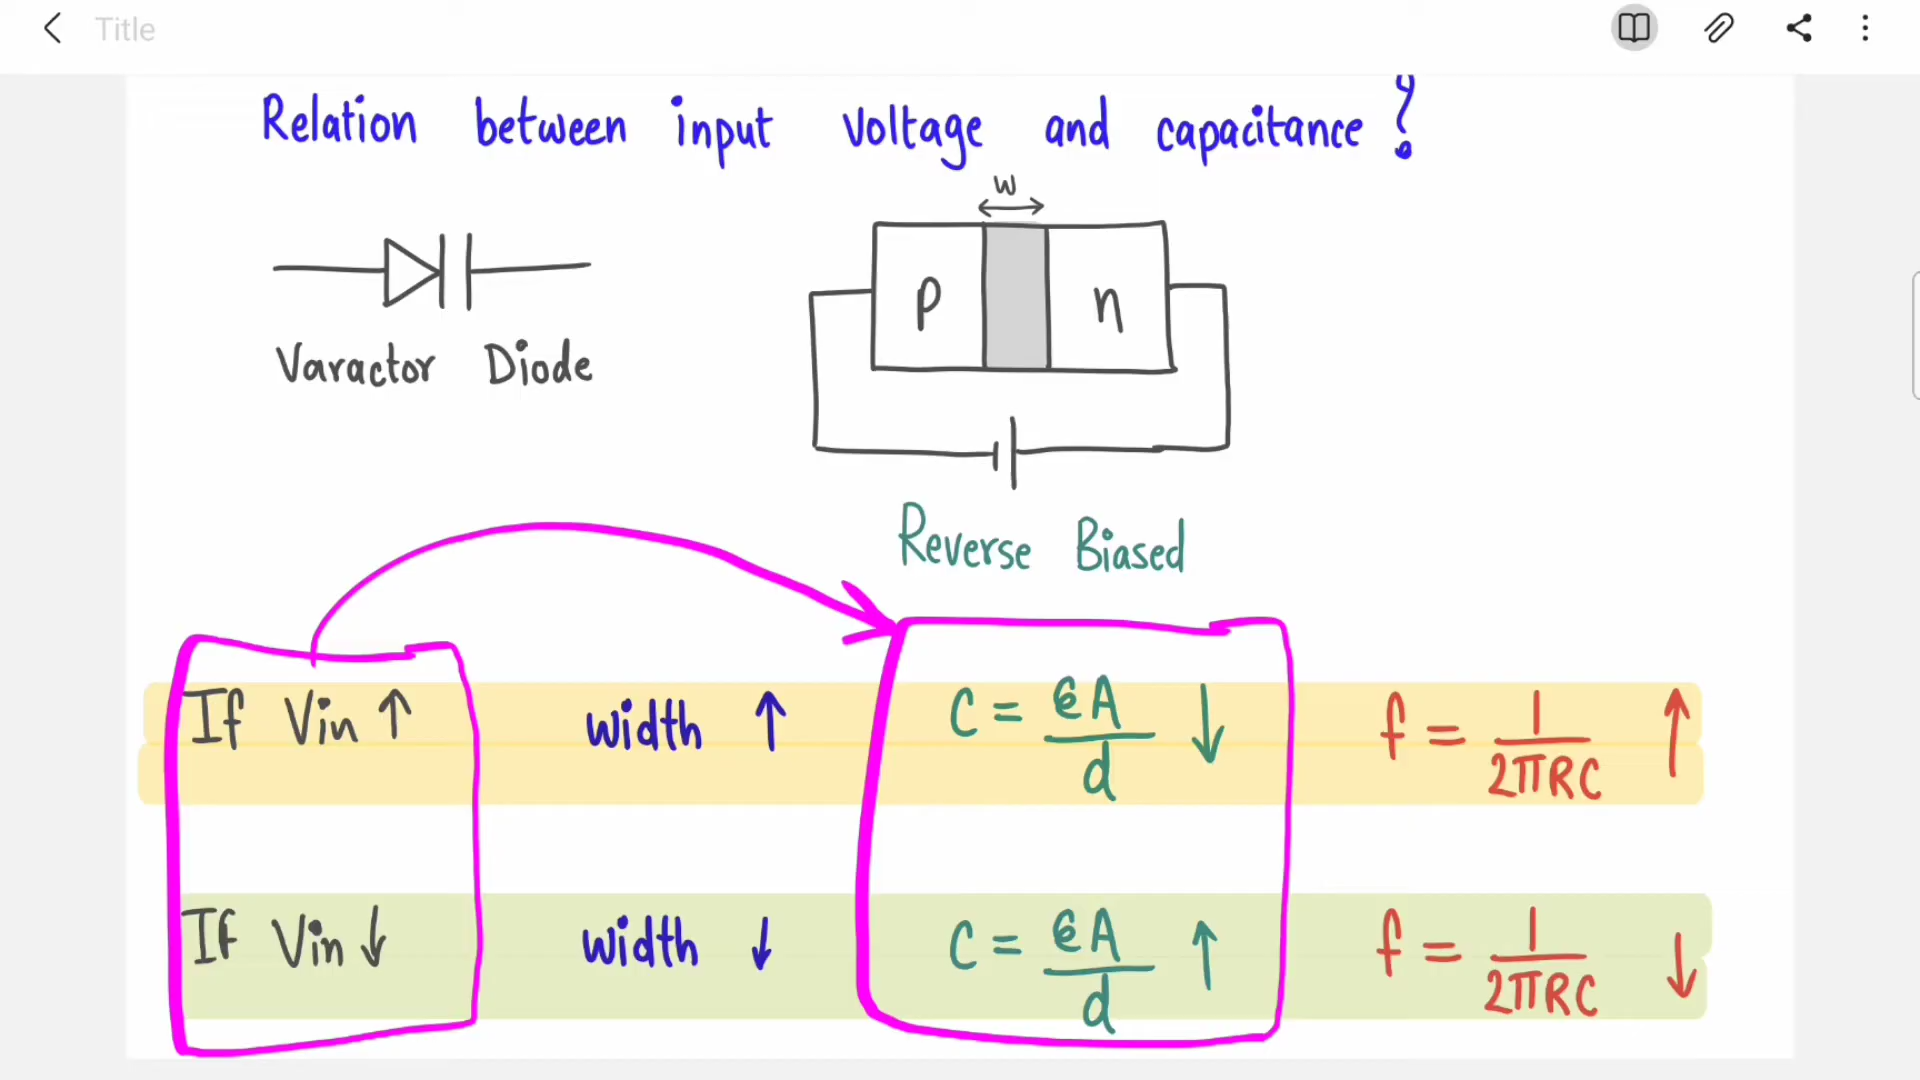 Title
Relation between input voltage and capacitance?
w
p n
Varactor Diode
Reverse Biased
If Vin ↑ width ↑ C = εA/d ↓ f = 1/2πRC ↑
If Vin ↓ width ↓ C = εA/d ↑ f = 1/2πRC ↓